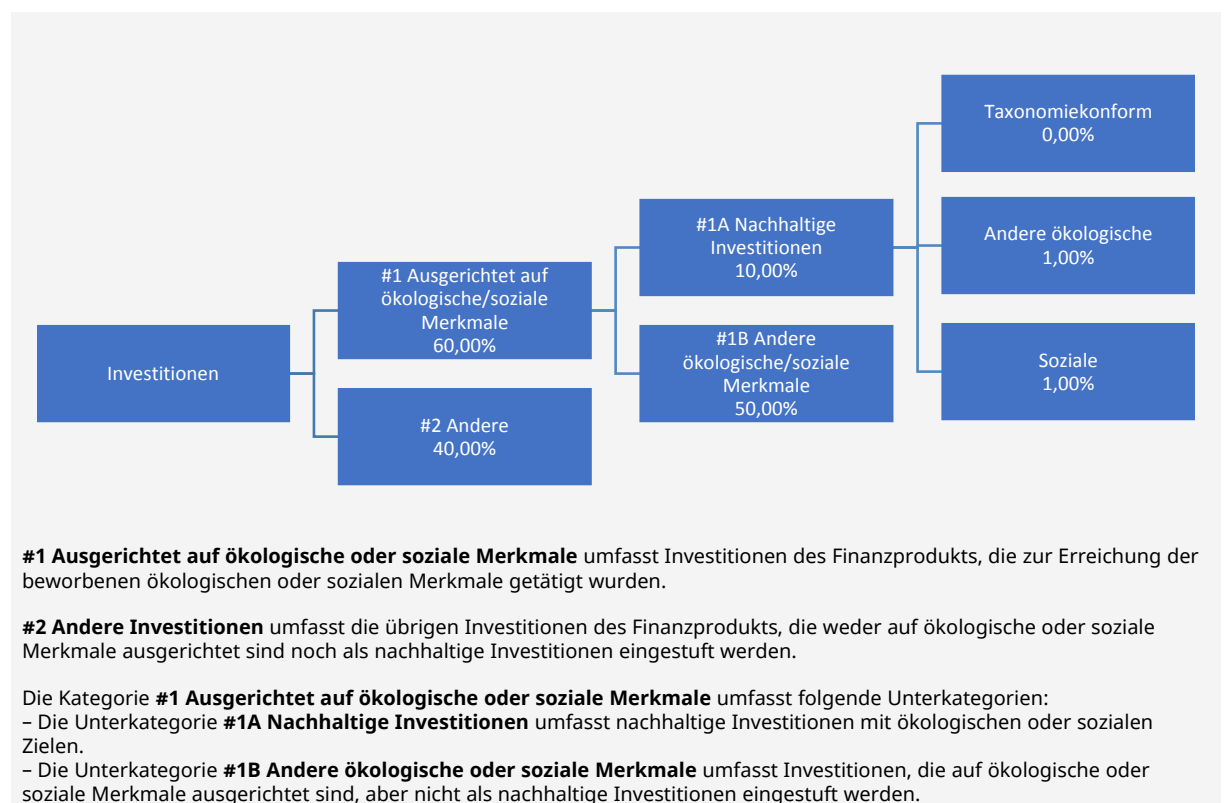 Investitionen
#1 Ausgerichtet auf
ökologische/soziale
Merkmale
60,00%
#2 Andere
40,00%
#1A Nachhaltige
Investitionen
10,00%
#1B Andere
ökologische/soziale
Merkmale
50,00%
Taxonomiekonform
0,00%
Andere ökologische
1,00%
Soziale
1,00%
#1 Ausgerichtet auf ökologische oder soziale Merkmale umfasst Investitionen des Finanzprodukts, die zur Erreichung der
beworbenen ökologischen oder sozialen Merkmale getätigt wurden.
#2 Andere Investitionen umfasst die übrigen Investitionen des Finanzprodukts, die weder auf ökologische oder soziale
Merkmale ausgerichtet sind noch als nachhaltige Investitionen eingestuft werden.
Die Kategorie #1 Ausgerichtet auf ökologische oder soziale Merkmale umfasst folgende Unterkategorien:
– Die Unterkategorie #1A Nachhaltige Investitionen umfasst nachhaltige Investitionen mit ökologischen oder sozialen
Zielen.
– Die Unterkategorie #1B Andere ökologische oder soziale Merkmale umfasst Investitionen, die auf ökologische oder
soziale Merkmale ausgerichtet sind, aber nicht als nachhaltige Investitionen eingestuft werden.